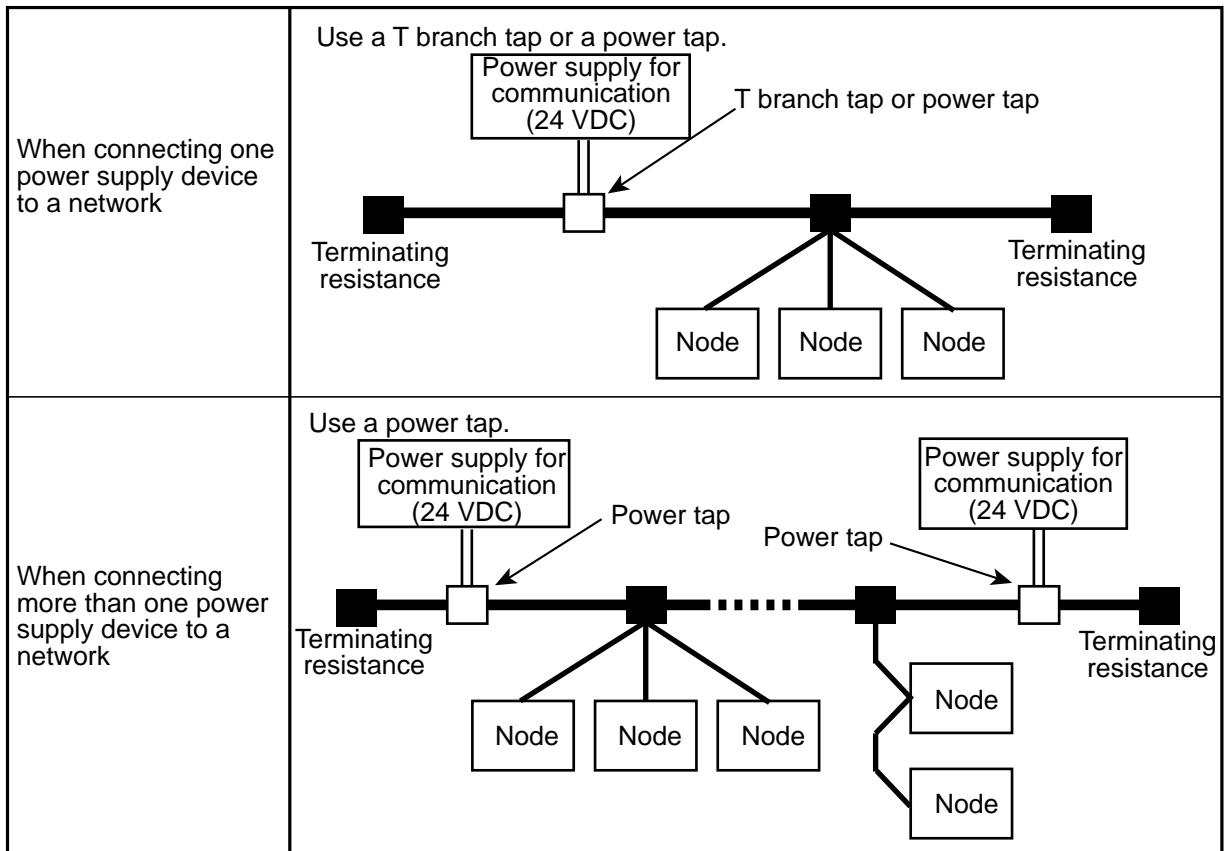 When connecting one
power supply device
to a network
Use a T branch tap or a power tap.
Power supply for
communication
(24 VDC)
T branch tap or power tap
Terminating
resistance
Terminating
resistance
Node
Node
Node
When connecting
more than one power
supply device to a
network
Use a power tap.
Power supply for
communication
(24 VDC)
Power tap
Power supply for
communication
(24 VDC)
Power tap
Terminating
resistance
Terminating
resistance
Node
Node
Node
Node
Node